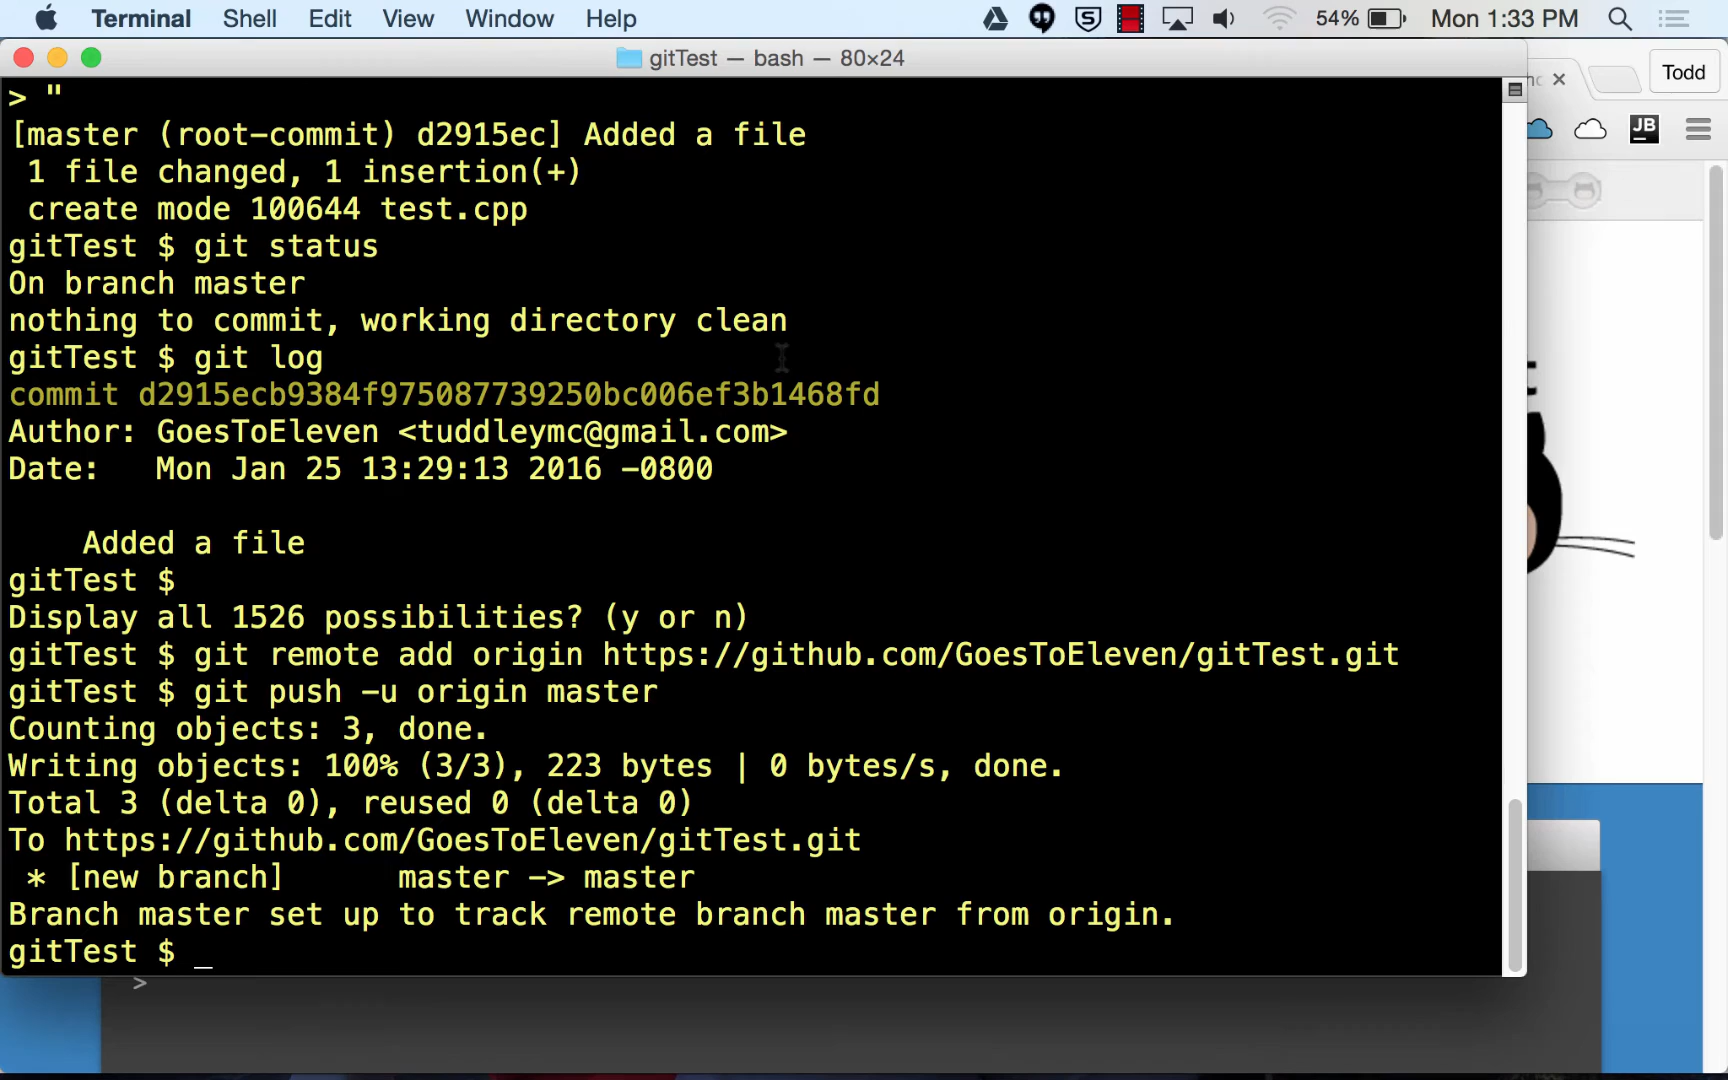 Terminal Shell Edit View Window Help 54% Mon 1:33 PM
gitTest — bash — 80×24
Todd
JB
> "
[master (root-commit) d2915ec] Added a file
1 file changed, 1 insertion(+)
create mode 100644 test.cpp
gitTest $ git status
On branch master
nothing to commit, working directory clean
gitTest $ git log
commit d2915ecb9384f975087739250bc006ef3b1468fd
Author: GoesToEleven <tuddleymc@gmail.com>
Date:   Mon Jan 25 13:29:13 2016 -0800
Added a file
gitTest $
Display all 1526 possibilities? (y or n)
gitTest $ git remote add origin https://github.com/GoesToEleven/gitTest.git
gitTest $ git push -u origin master
Counting objects: 3, done.
Writing objects: 100% (3/3), 223 bytes | 0 bytes/s, done.
Total 3 (delta 0), reused 0 (delta 0)
To https://github.com/GoesToEleven/gitTest.git
* [new branch]      master -> master
Branch master set up to track remote branch master from origin.
gitTest $ _
>